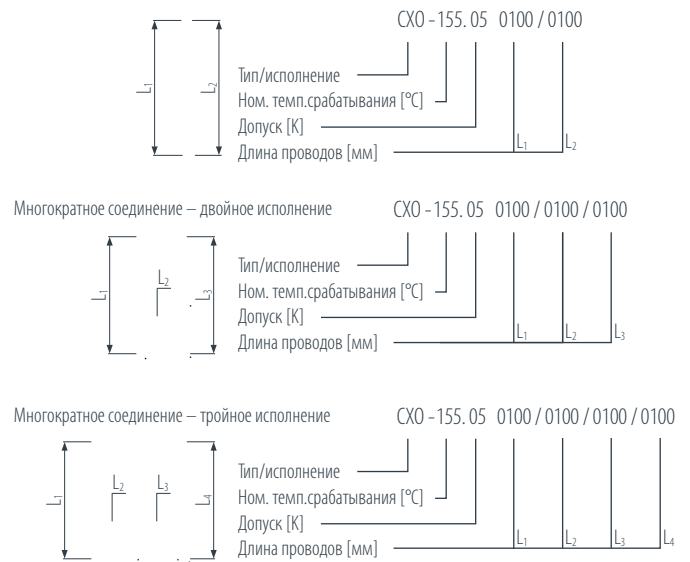 CXO - 155. 05 0100 / 0100
L1
L2
Тип/исполнение
Ном. темп.срабатывания [°C]
Допуск [K]
Длина проводов [мм]
L1
L2
Многократное соединение – двойное исполнение
CXO - 155. 05 0100 / 0100 / 0100
L1
L2
L3
Тип/исполнение
Ном. темп.срабатывания [°C]
Допуск [K]
Длина проводов [мм]
L1
L2
L3
Многократное соединение – тройное исполнение
CXO - 155. 05 0100 / 0100 / 0100 / 0100
L1
L2
L3
L4
Тип/исполнение
Ном. темп.срабатывания [°C]
Допуск [K]
Длина проводов [мм]
L1
L2
L3
L4